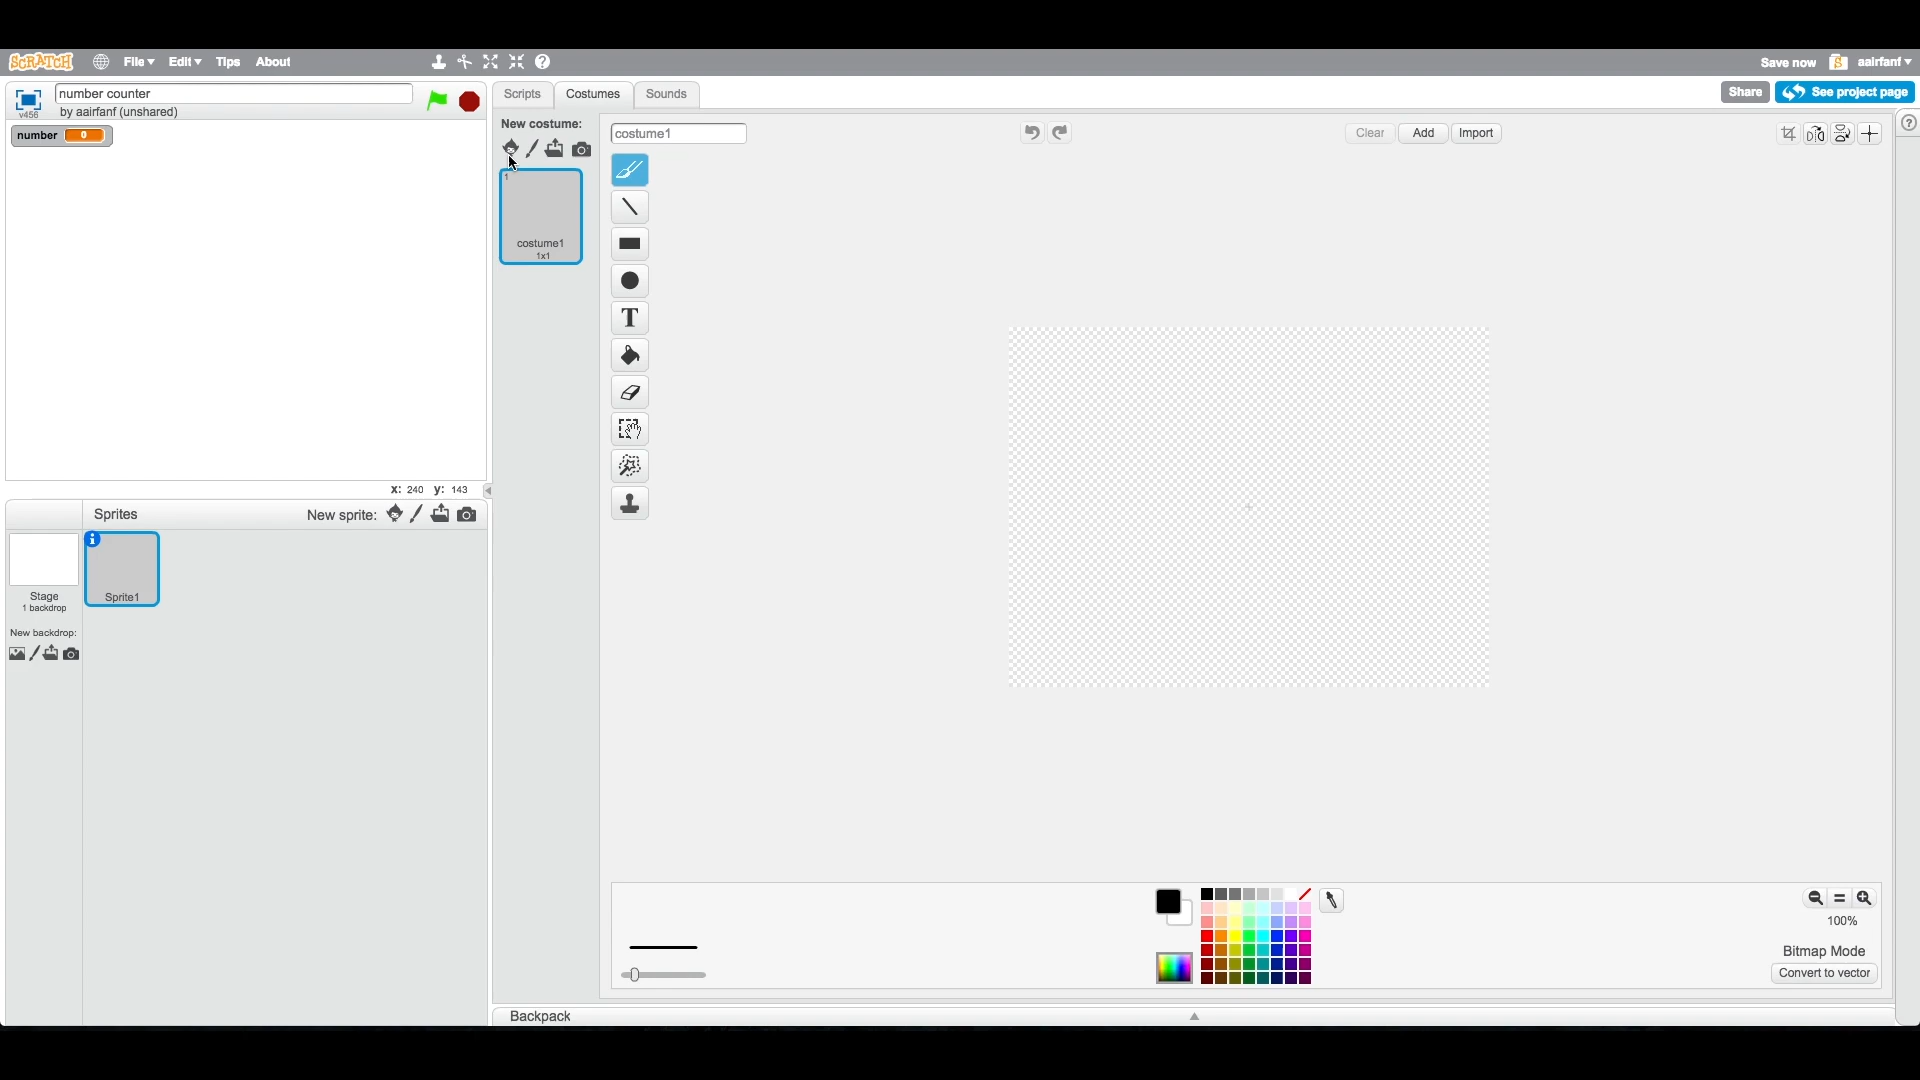 SCRATCH File Edit Tips About Save now aairfanf
number counter
by aairfanf (unshared)
v456
Scripts Costumes Sounds Share See project page
number 0
New costume:
costume1 Clear Add Import
1
costume1
1x1
T
x: 240 y: 143
Sprites New sprite:
Stage
1 backdrop
New backdrop:
Sprite1
100%
Bitmap Mode
Convert to vector
Backpack